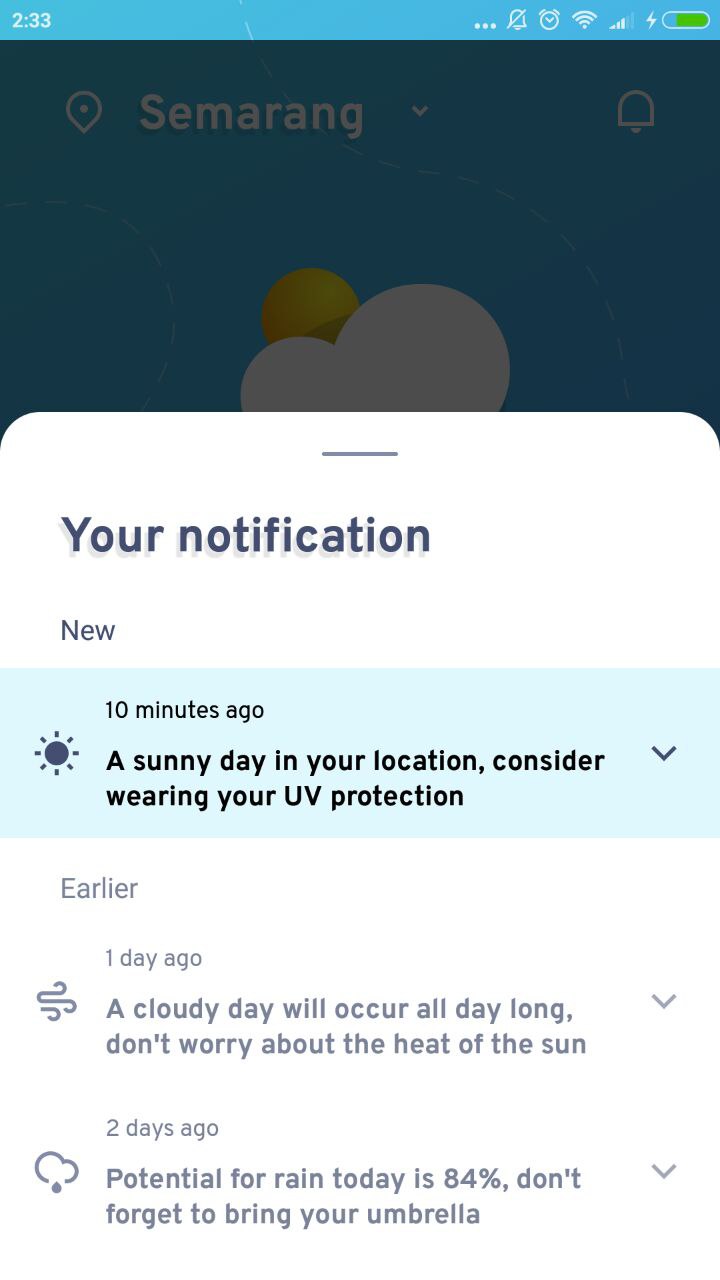 2:33
Semarang
Your notification
New
10 minutes ago
A sunny day in your location, consider
wearing your UV protection
Earlier
1 day ago
A cloudy day will occur all day long,
don't worry about the heat of the sun
2 days ago
Potential for rain today is 84%, don't
forget to bring your umbrella